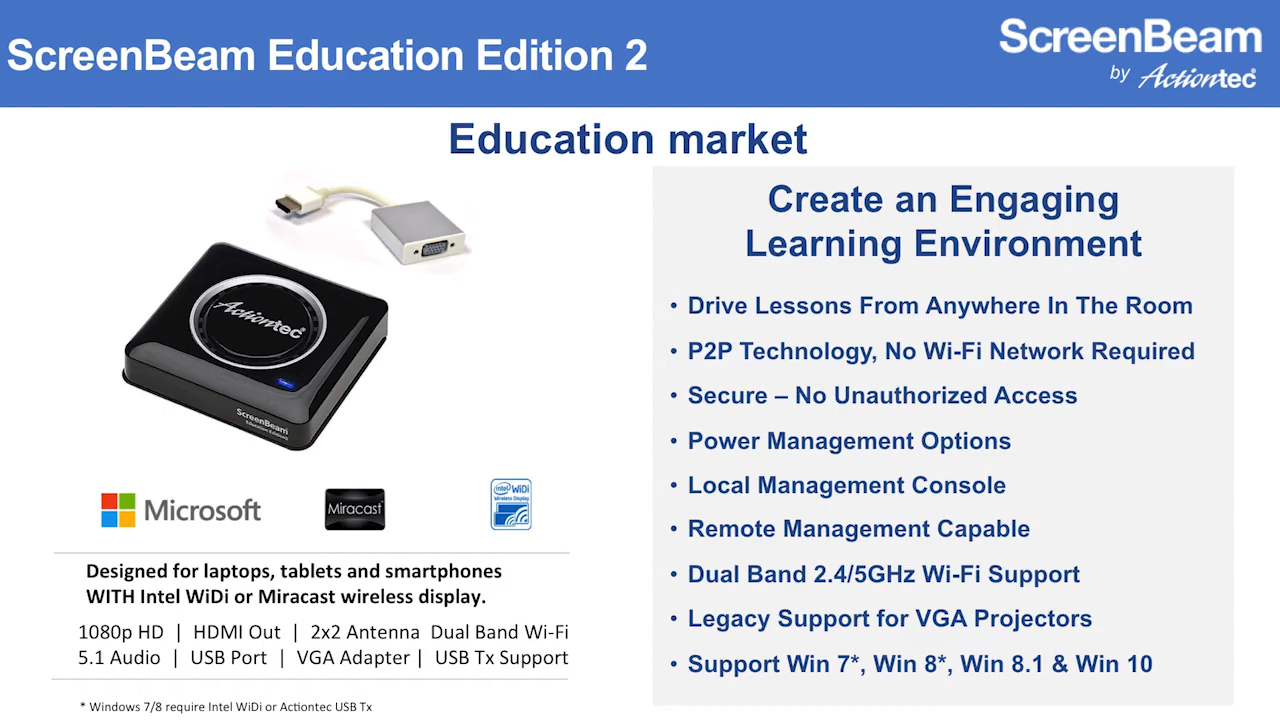 ScreenBeam Education Edition 2
ScreenBeam
by Actiontec
Education market
Actiontec
ScreenBeam
Education Edition2
Microsoft
Miracast
intel WiDi
Wireless Display
Designed for laptops, tablets and smartphones
WITH Intel WiDi or Miracast wireless display.
1080p HD | HDMI Out | 2x2 Antenna Dual Band Wi-Fi
5.1 Audio | USB Port | VGA Adapter | USB Tx Support
* Windows 7/8 require Intel WiDi or Actiontec USB Tx
Create an Engaging
Learning Environment
• Drive Lessons From Anywhere In The Room
• P2P Technology, No Wi-Fi Network Required
• Secure – No Unauthorized Access
• Power Management Options
• Local Management Console
• Remote Management Capable
• Dual Band 2.4/5GHz Wi-Fi Support
• Legacy Support for VGA Projectors
• Support Win 7*, Win 8*, Win 8.1 & Win 10